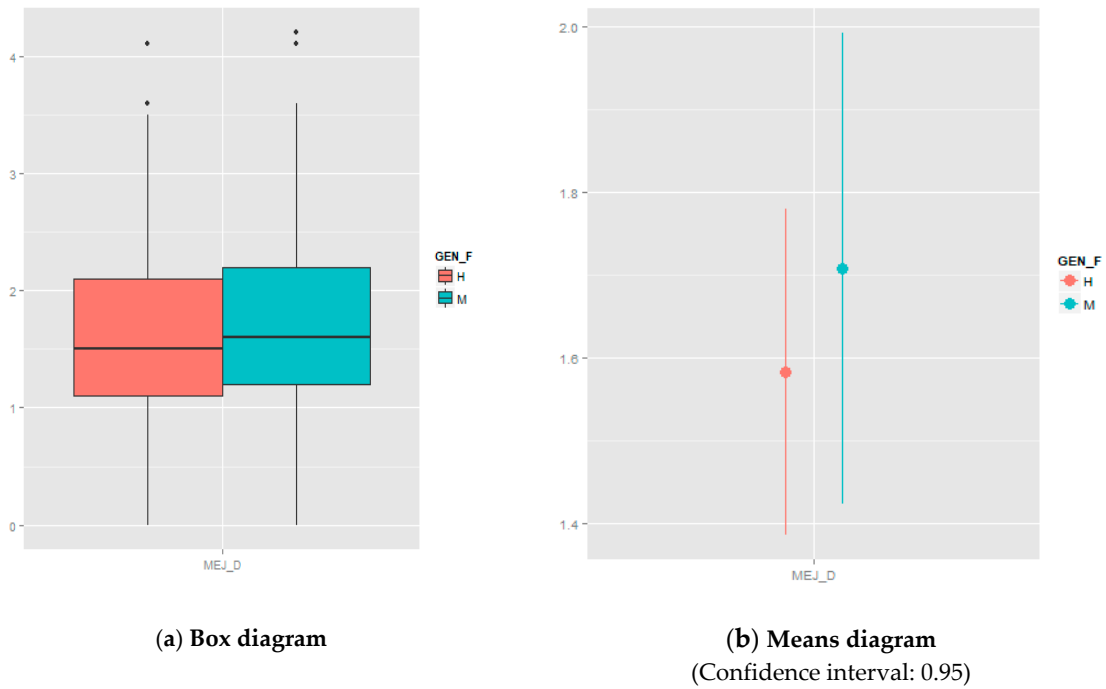 4
3
2
1
0
MEJ_D
GEN_F
H
M
(a) Box diagram
2.0
1.8
1.6
1.4
MEJ_D
GEN_F
H
M
(b) Means diagram
(Confidence interval: 0.95)